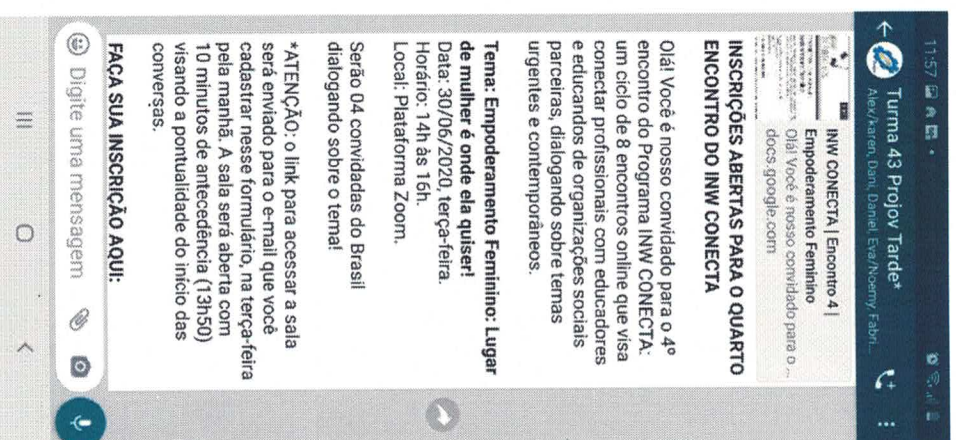 11:57
Turma 43 Projov Tarde*
Alex/karen, Dani, Daniel, Eva/Noemy, Fabri...
INW CONECTA | Encontro 4 |
Empoderamento Feminino
Olá! Você é nosso convidado para o ...
docs.google.com
INSCRIÇÕES ABERTAS PARA O QUARTO
ENCONTRO DO INW CONECTA
Olá! Você é nosso convidado para o 4º
encontro do Programa INW CONECTA:
um ciclo de 8 encontros online que visa
conectar profissionais com educadores
e educandos de organizações sociais
parceiras, dialogando sobre temas
urgentes e contemporâneos.
Tema: Empoderamento Feminino: Lugar
de mulher é onde ela quiser!
Data: 30/06/2020, terça-feira.
Horário: 14h às 16h.
Local: Plataforma Zoom.
Serão 04 convidadas do Brasil
dialogando sobre o tema!
*ATENÇÃO: o link para acessar a sala
será enviado para o e-mail que você
cadastrar nesse formulário, na terça-feira
pela manhã. A sala será aberta com
10 minutos de antecedência (13h50)
visando a pontualidade do início das
conversas.
FAÇA SUA INSCRIÇÃO AQUI:
Digite uma mensagem